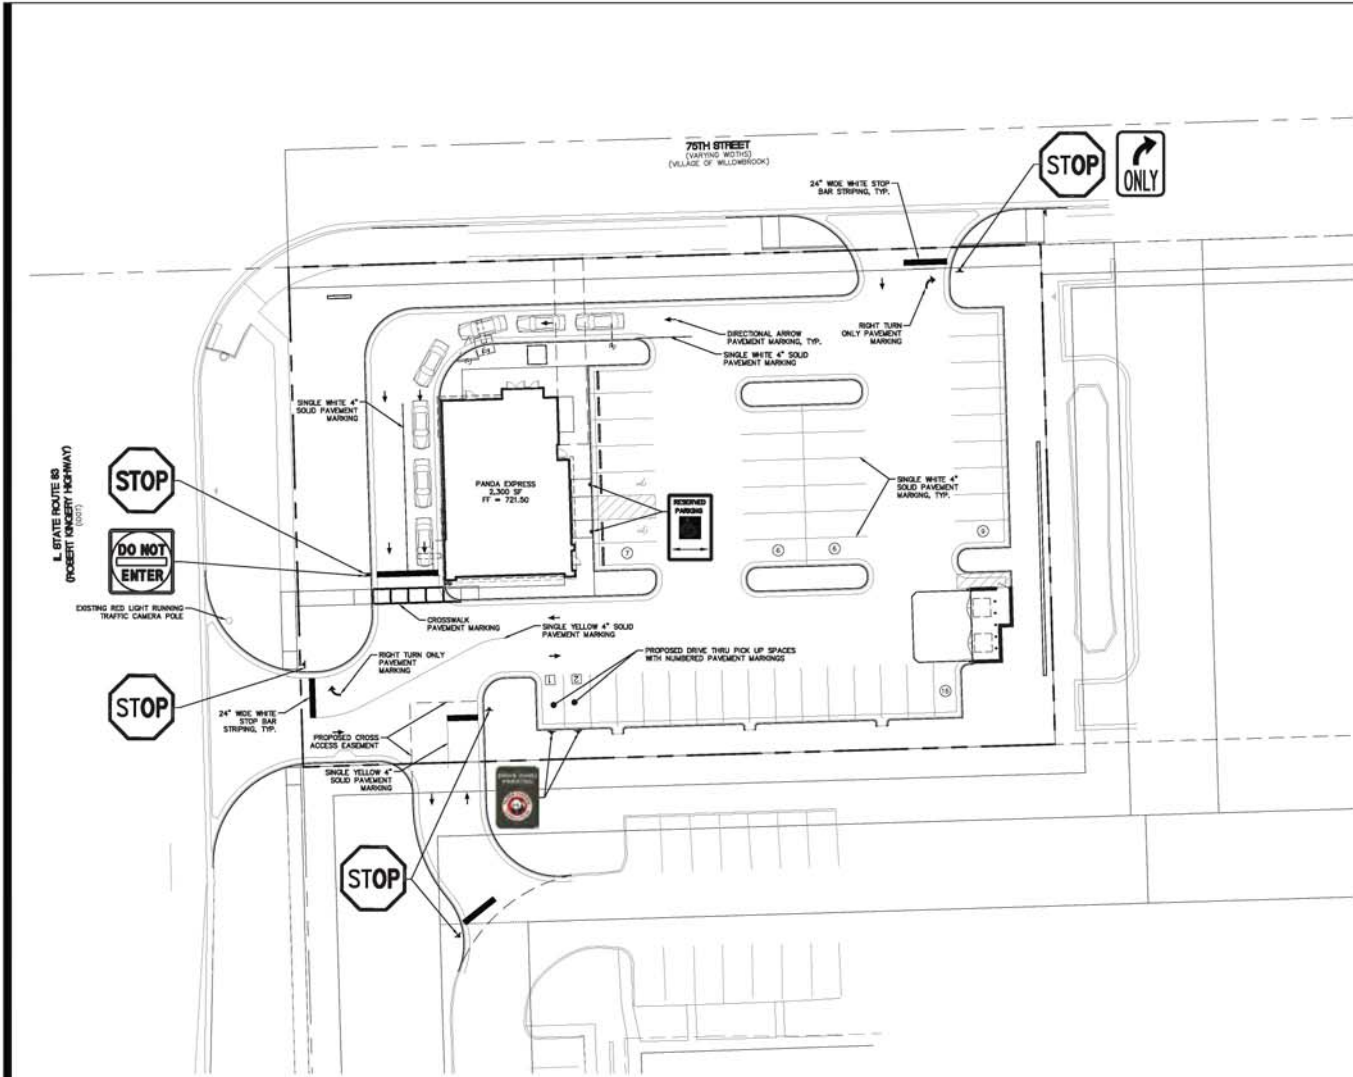 75TH STREET
(VARYING WIDTHS)
(VILLAGE OF WILLOWBROOK)
STOP
ONLY
24" WIDE WHITE STOP
BAR STRIPING, TYP.
DIRECTIONAL ARROW
PAVEMENT MARKING, TYP.
RIGHT TURN
ONLY PAVEMENT
MARKING
SINGLE WHITE 4" SOLID
PAVEMENT MARKING
SINGLE WHITE 4"
SOLID PAVEMENT
MARKING
IL STATE ROUTE 83
(ROBERT KINGERY HIGHWAY)
(IDOT)
STOP
DO NOT
ENTER
EXISTING RED LIGHT RUNNING
TRAFFIC CAMERA POLE
PANDA EXPRESS
2,300 SF
FF = 721.50
RESERVED
PARKING
SINGLE WHITE 4"
SOLID PAVEMENT
MARKING, TYP.
7
6
6
9
CROSSWALK
PAVEMENT MARKING
SINGLE YELLOW 4" SOLID
PAVEMENT MARKING
RIGHT TURN ONLY
PAVEMENT
MARKING
PROPOSED DRIVE THRU PICK UP SPACES
WITH NUMBERED PAVEMENT MARKINGS
1
2
STOP
24" WIDE WHITE
STOP BAR
STRIPING, TYP.
PROPOSED CROSS
ACCESS EASEMENT
SINGLE YELLOW 4"
SOLID PAVEMENT
MARKING
STOP